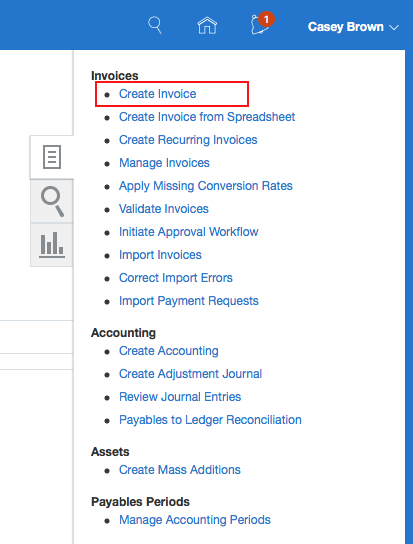 1
Casey Brown
Invoices
Create Invoice
Create Invoice from Spreadsheet
Create Recurring Invoices
Manage Invoices
Apply Missing Conversion Rates
Validate Invoices
Initiate Approval Workflow
Import Invoices
Correct Import Errors
Import Payment Requests
Accounting
Create Accounting
Create Adjustment Journal
Review Journal Entries
Payables to Ledger Reconciliation
Assets
Create Mass Additions
Payables Periods
Manage Accounting Periods